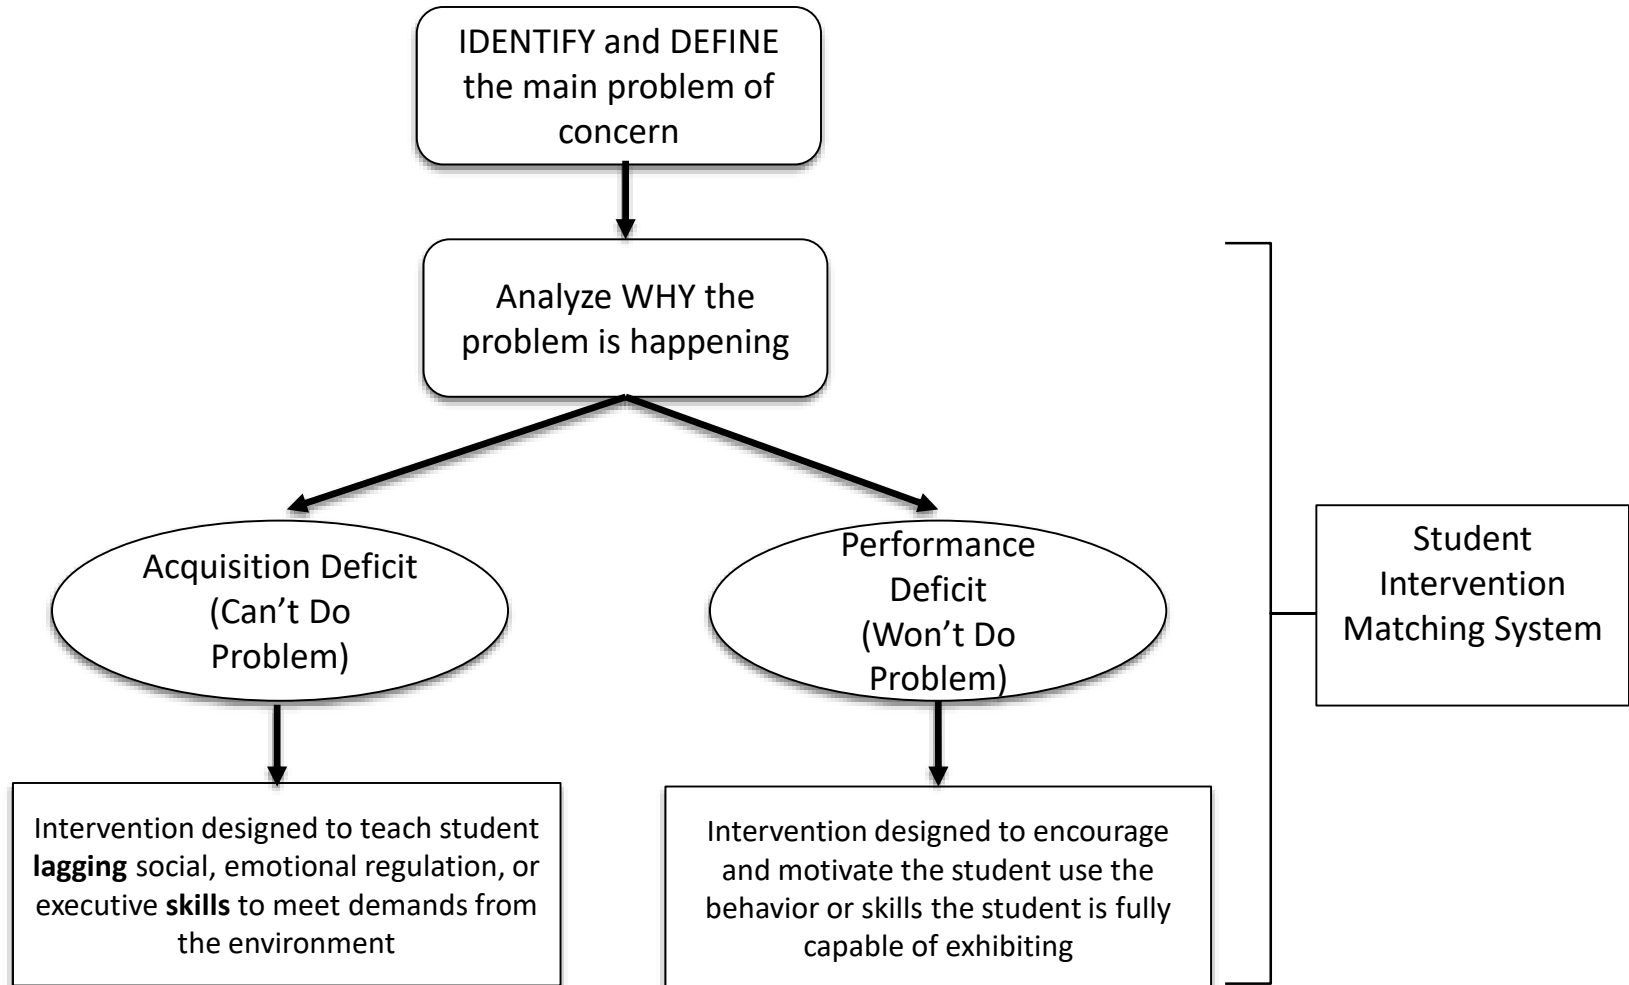 IDENTIFY and DEFINE
the main problem of
concern
Analyze WHY the
problem is happening
Acquisition Deficit
(Can’t Do
Problem)
Performance
Deficit
(Won’t Do
Problem)
Student
Intervention
Matching System
Intervention designed to teach student
lagging social, emotional regulation, or
executive skills to meet demands from
the environment
Intervention designed to encourage
and motivate the student use the
behavior or skills the student is fully
capable of exhibiting